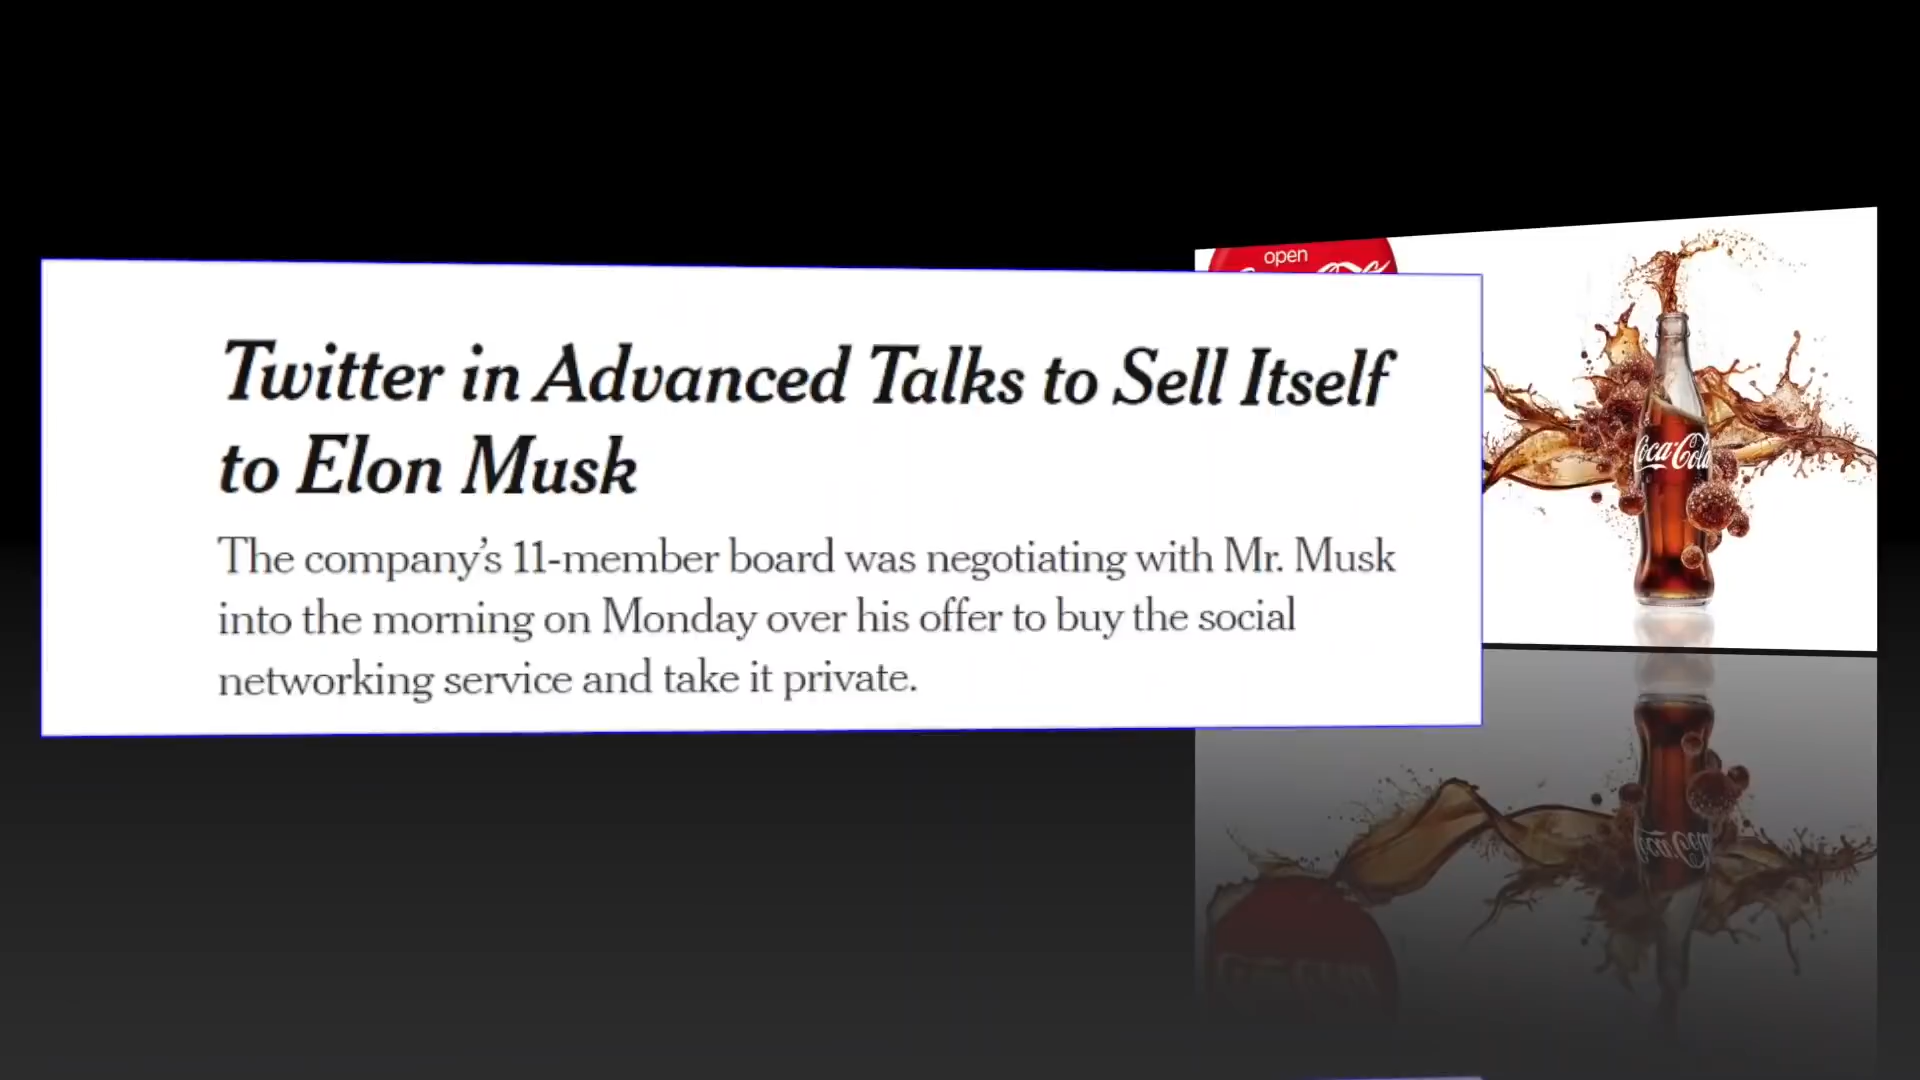 Twitter in Advanced Talks to Sell Itself
to Elon Musk
The company's 11-member board was negotiating with Mr. Musk
into the morning on Monday over his offer to buy the social
networking service and take it private.
open
Coca-Cola